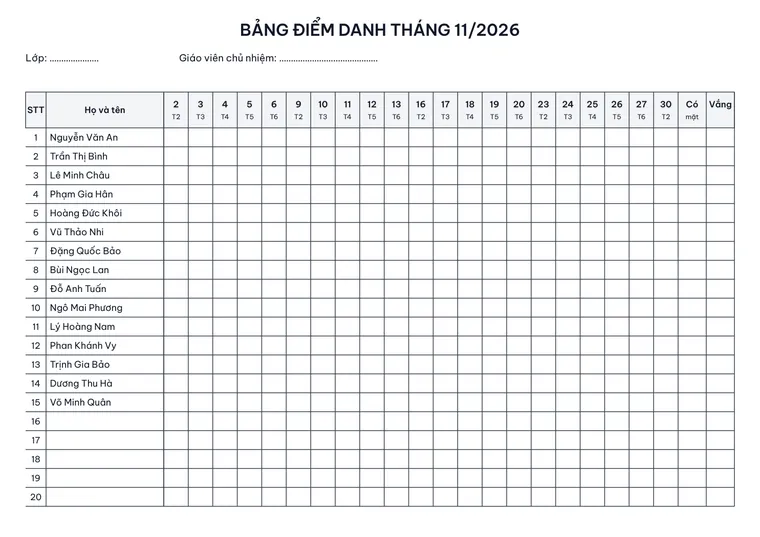 BẢNG ĐIỂM DANH THÁNG 11/2026
Lớp: ..................... Giáo viên chủ nhiệm: ..........................................
STT Họ và tên 2 3 4 5 6 9 10 11 12 13 16 17 18 19 20 23 24 25 26 27 30 Có Vắng
T2 T3 T4 T5 T6 T2 T3 T4 T5 T6 T2 T3 T4 T5 T6 T2 T3 T4 T5 T6 T2 mặt
1 Nguyễn Văn An
2 Trần Thị Bình
3 Lê Minh Châu
4 Phạm Gia Hân
5 Hoàng Đức Khôi
6 Vũ Thảo Nhi
7 Đặng Quốc Bảo
8 Bùi Ngọc Lan
9 Đỗ Anh Tuấn
10 Ngô Mai Phương
11 Lý Hoàng Nam
12 Phan Khánh Vy
13 Trịnh Gia Bảo
14 Dương Thu Hà
15 Võ Minh Quân
16
17
18
19
20